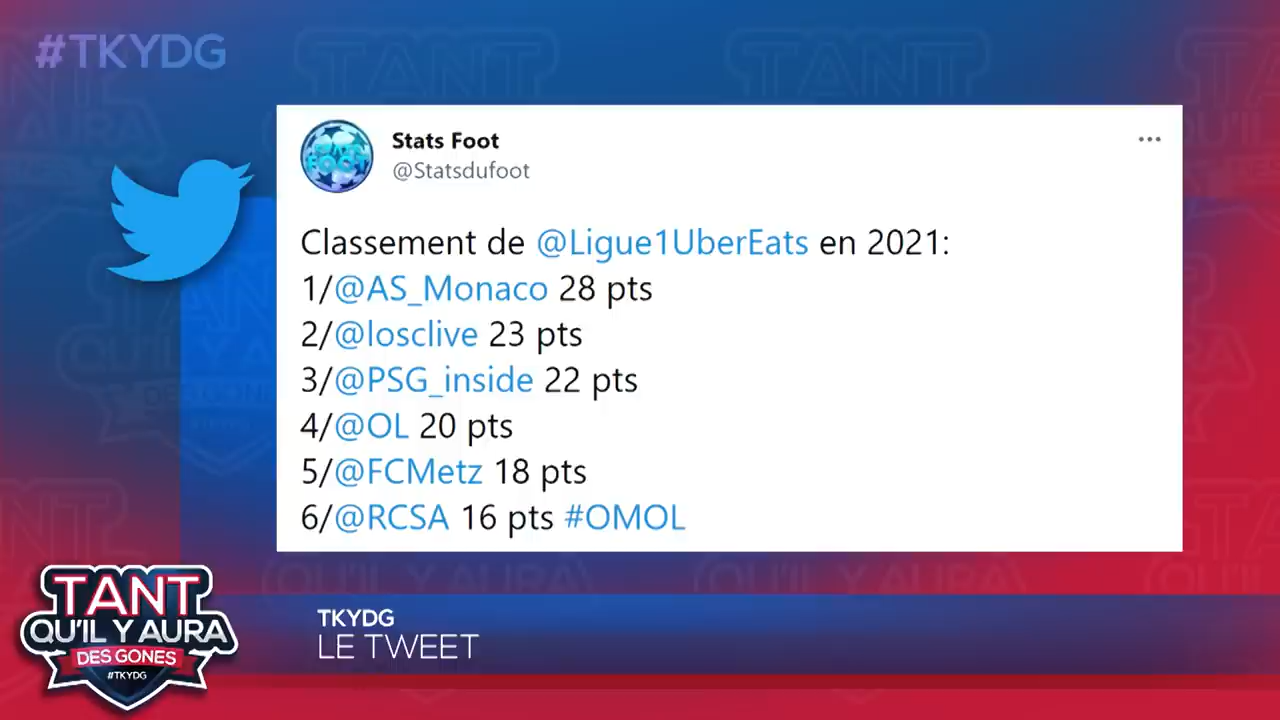 #TKYDG
Stats Foot
@Statsdufoot
Classement de @Ligue1UberEats en 2021:
1/@AS_Monaco 28 pts
2/@losclive 23 pts
3/@PSG_inside 22 pts
4/@OL 20 pts
5/@FCMetz 18 pts
6/@RCSA 16 pts #OMOL
TANT
QU'IL Y AURA
DES GONES
#TKYDG
TKYDG
LE TWEET